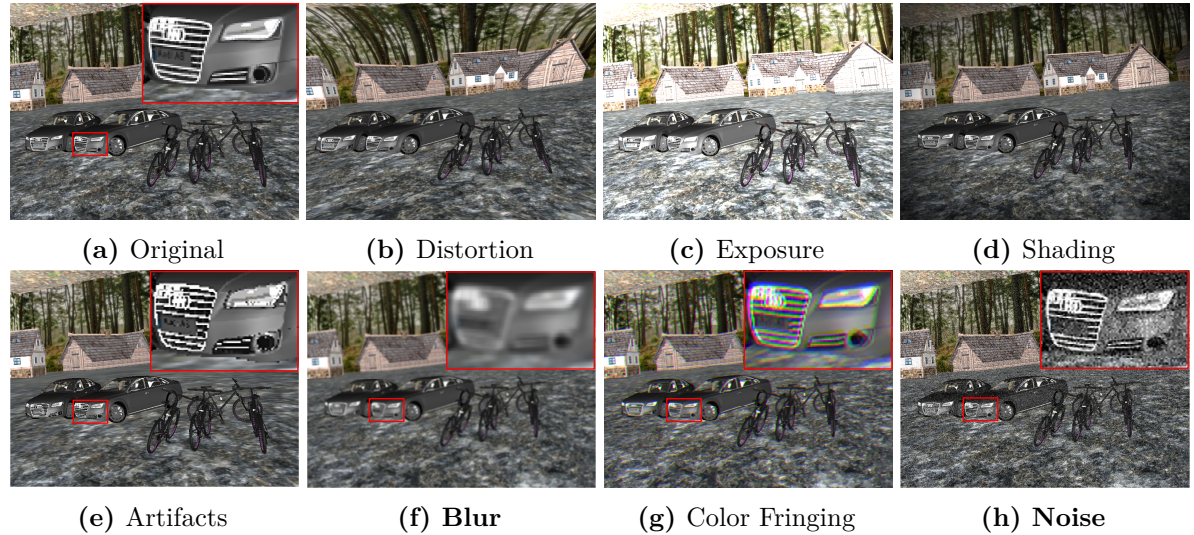 (a) Original
(b) Distortion
(c) Exposure
(d) Shading
(e) Artifacts
(f) Blur
(g) Color Fringing
(h) Noise